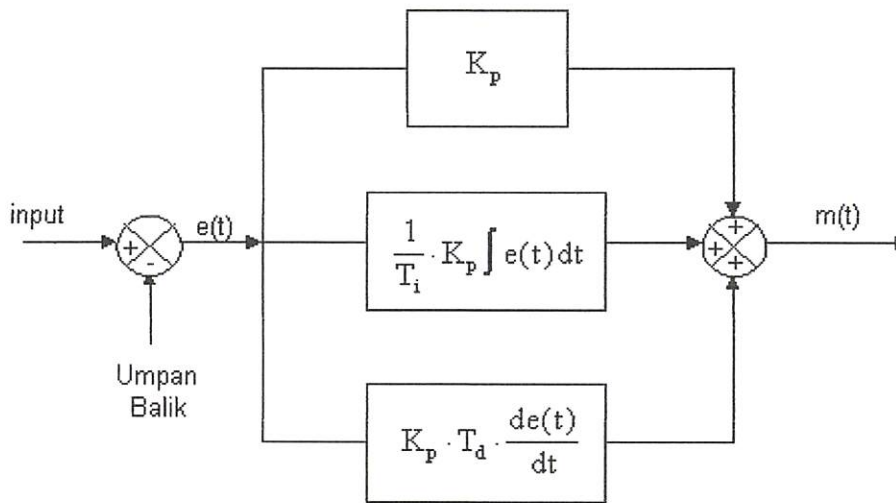 K_p
input
+
-
e(t)
Umpan
Balik
1/T_i · K_p ∫ e(t) dt
K_p · T_d · de(t)/dt
+
+
+
m(t)